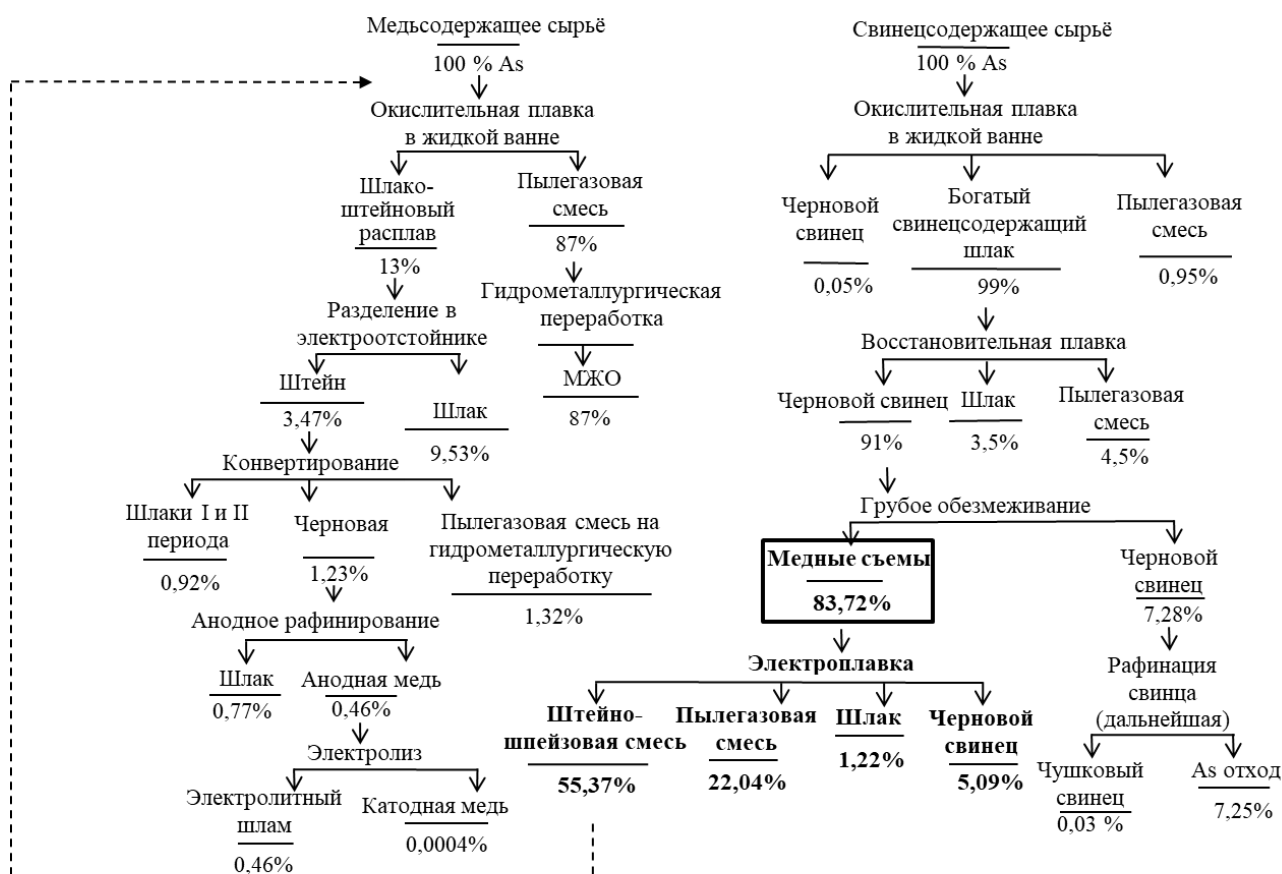 Медьсодержащее сырьё
100 % As
Окислительная плавка
в жидкой ванне
Шлако-
штейновый
расплав
13%
Пылегазовая
смесь
87%
Разделение в
электроотстойнике
Гидрометаллургическая
переработка
МЖО
87%
Штейн
3,47%
Шлак
9,53%
Конвертирование
Шлаки I и II
периода
0,92%
Черновая
1,23%
Пылегазовая смесь на
гидрометаллургическую
переработку
1,32%
Анодное рафинирование
Шлак
0,77%
Анодная медь
0,46%
Электролиз
Электролитный
шлам
0,46%
Катодная медь
0,0004%
Свинецсодержащее сырьё
100 % As
Окислительная плавка
в жидкой ванне
Черновой
свинец
0,05%
Богатый
свинецсодержащий
шлак
99%
Пылегазовая
смесь
0,95%
Восстановительная плавка
Черновой свинец
91%
Шлак
3,5%
Пылегазовая
смесь
4,5%
Грубое обезмеживание
Медные съемы
83,72%
Черновой
свинец
7,28%
Электроплавка
Штейно-
шпейзовая смесь
55,37%
Пылегазовая
смесь
22,04%
Шлак
1,22%
Черновой
свинец
5,09%
Рафинация
свинца
(дальнейшая)
Чушковый
свинец
0,03 %
As отход
7,25%